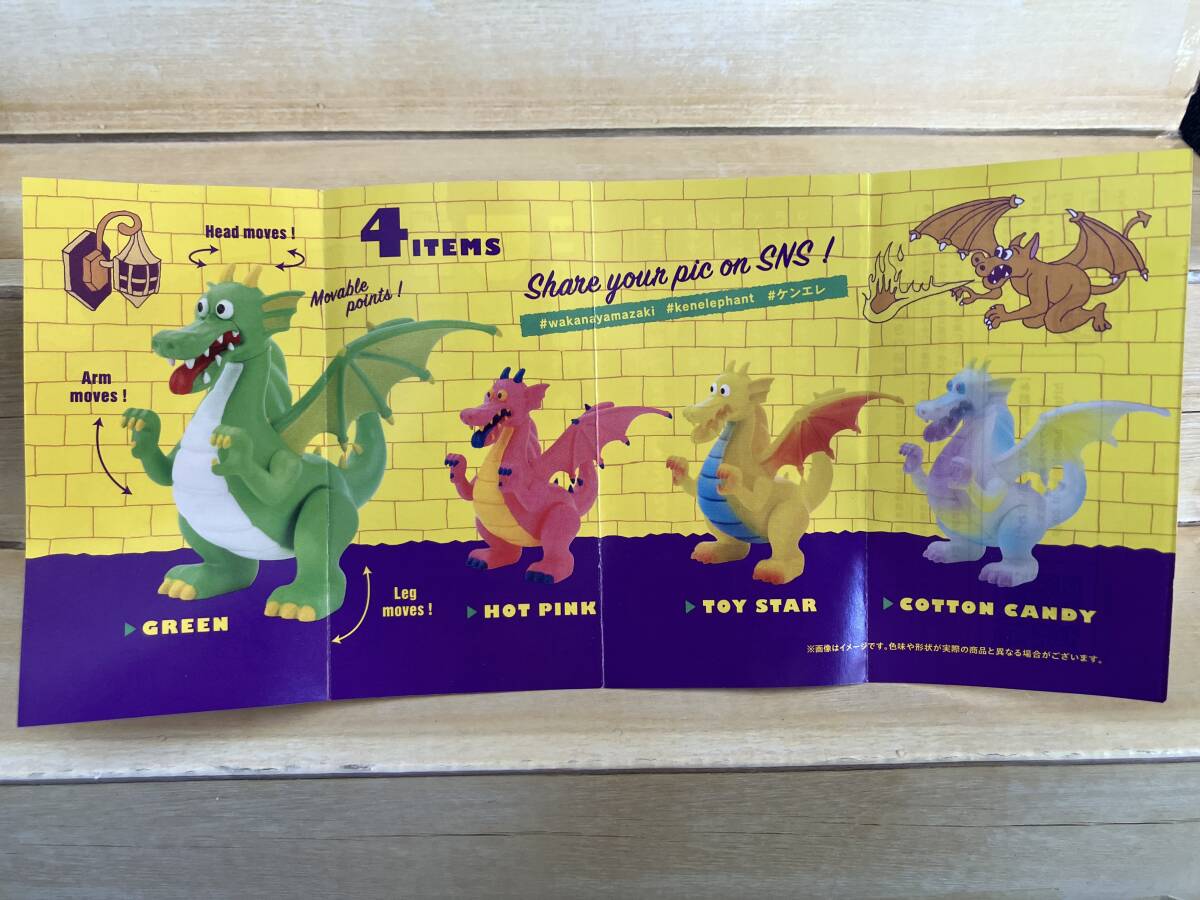 Head moves !
4 ITEMS
Movable
points !
Share your pic on SNS !
#wakanayamazaki #kenelephant #ケンエレ
Arm
moves !
Leg
moves !
GREEN
HOT PINK
TOY STAR
COTTON CANDY
※画像はイメージです。色味や形状が実際の商品と異なる場合がございます。